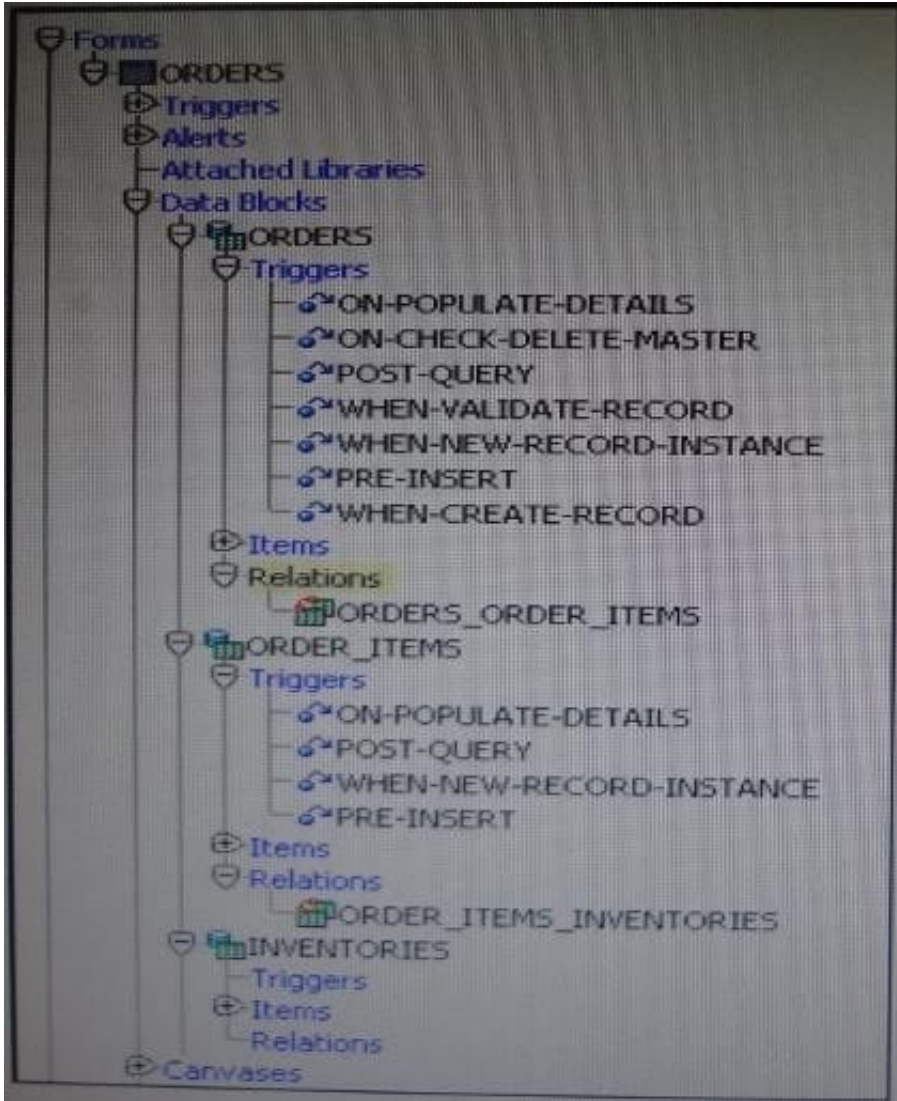 Forms
ORDERS
Triggers
Alerts
Attached Libraries
Data Blocks
ORDERS
Triggers
ON-POPULATE-DETAILS
ON-CHECK-DELETE-MASTER
POST-QUERY
WHEN-VALIDATE-RECORD
WHEN-NEW-RECORD-INSTANCE
PRE-INSERT
WHEN-CREATE-RECORD
Items
Relations
ORDERS_ORDER_ITEMS
ORDER_ITEMS
Triggers
ON-POPULATE-DETAILS
POST-QUERY
WHEN-NEW-RECORD-INSTANCE
PRE-INSERT
Items
Relations
ORDER_ITEMS_INVENTORIES
INVENTORIES
Triggers
Items
Relations
Canvases